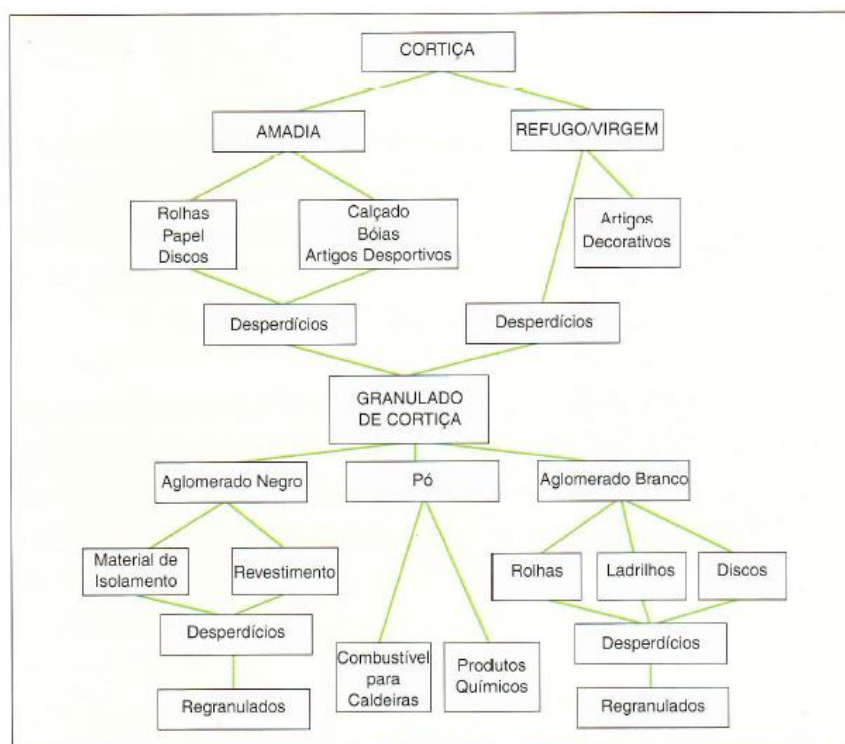 CORTIÇA
AMADIA
REFUGO/VIRGEM
Rolhas
Papel
Discos
Calçado
Bóias
Artigos Desportivos
Artigos
Decorativos
Desperdícios
Desperdícios
GRANULADO
DE CORTIÇA
Aglomerado Negro
Pó
Aglomerado Branco
Material de
Isolamento
Revestimento
Rolhas
Ladrilhos
Discos
Desperdícios
Combustível
para
Caldeiras
Produtos
Químicos
Desperdícios
Regranulados
Regranulados